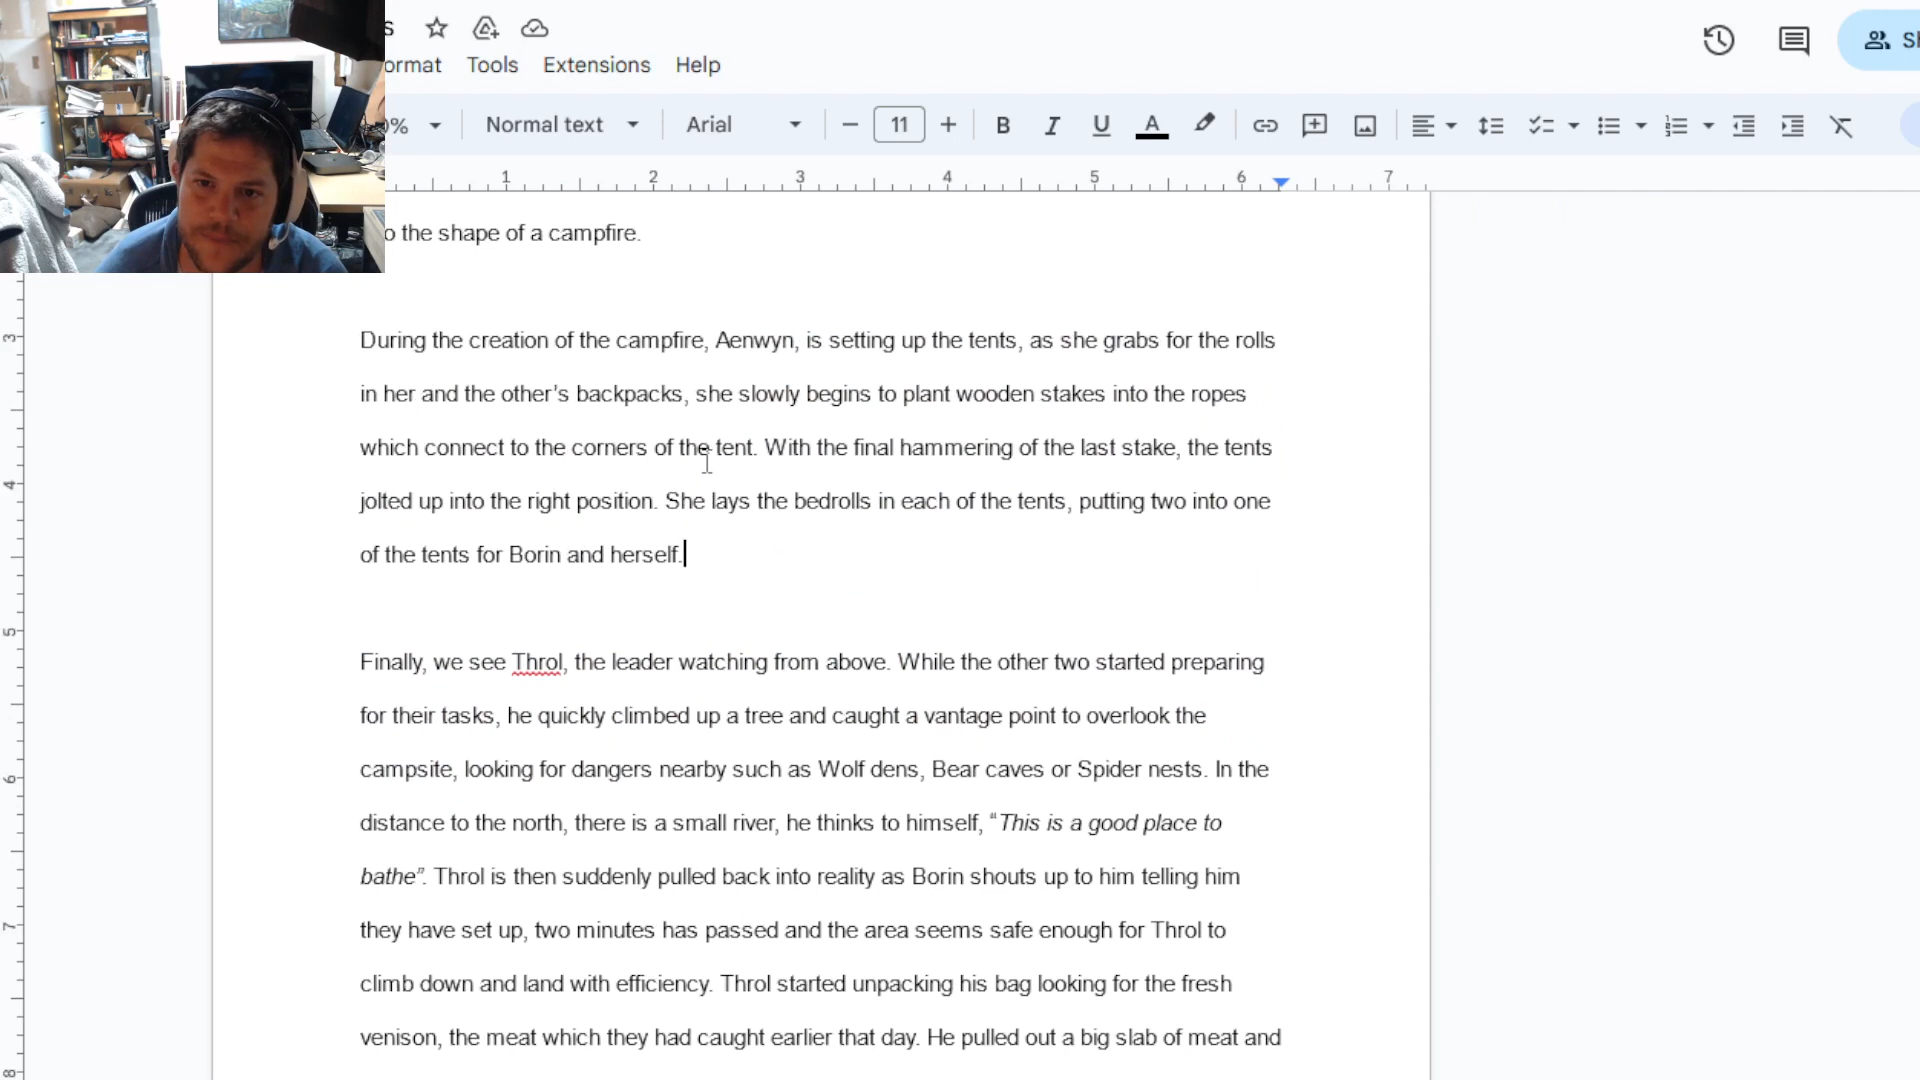 Tools Extensions Help
Normal text Arial 11 B I U A
1 2 3 4 5 6 7
the shape of a campfire.
During the creation of the campfire, Aenwyn, is setting up the tents, as she grabs for the rolls
in her and the other's backpacks, she slowly begins to plant wooden stakes into the ropes
which connect to the corners of the tent. With the final hammering of the last stake, the tents
jolted up into the right position. She lays the bedrolls in each of the tents, putting two into one
of the tents for Borin and herself.
Finally, we see Throl, the leader watching from above. While the other two started preparing
for their tasks, he quickly climbed up a tree and caught a vantage point to overlook the
campsite, looking for dangers nearby such as Wolf dens, Bear caves or Spider nests. In the
distance to the north, there is a small river, he thinks to himself, “This is a good place to
bathe”. Throl is then suddenly pulled back into reality as Borin shouts up to him telling him
they have set up, two minutes has passed and the area seems safe enough for Throl to
climb down and land with efficiency. Throl started unpacking his bag looking for the fresh
venison, the meat which they had caught earlier that day. He pulled out a big slab of meat and
3
4
5
6
7
8